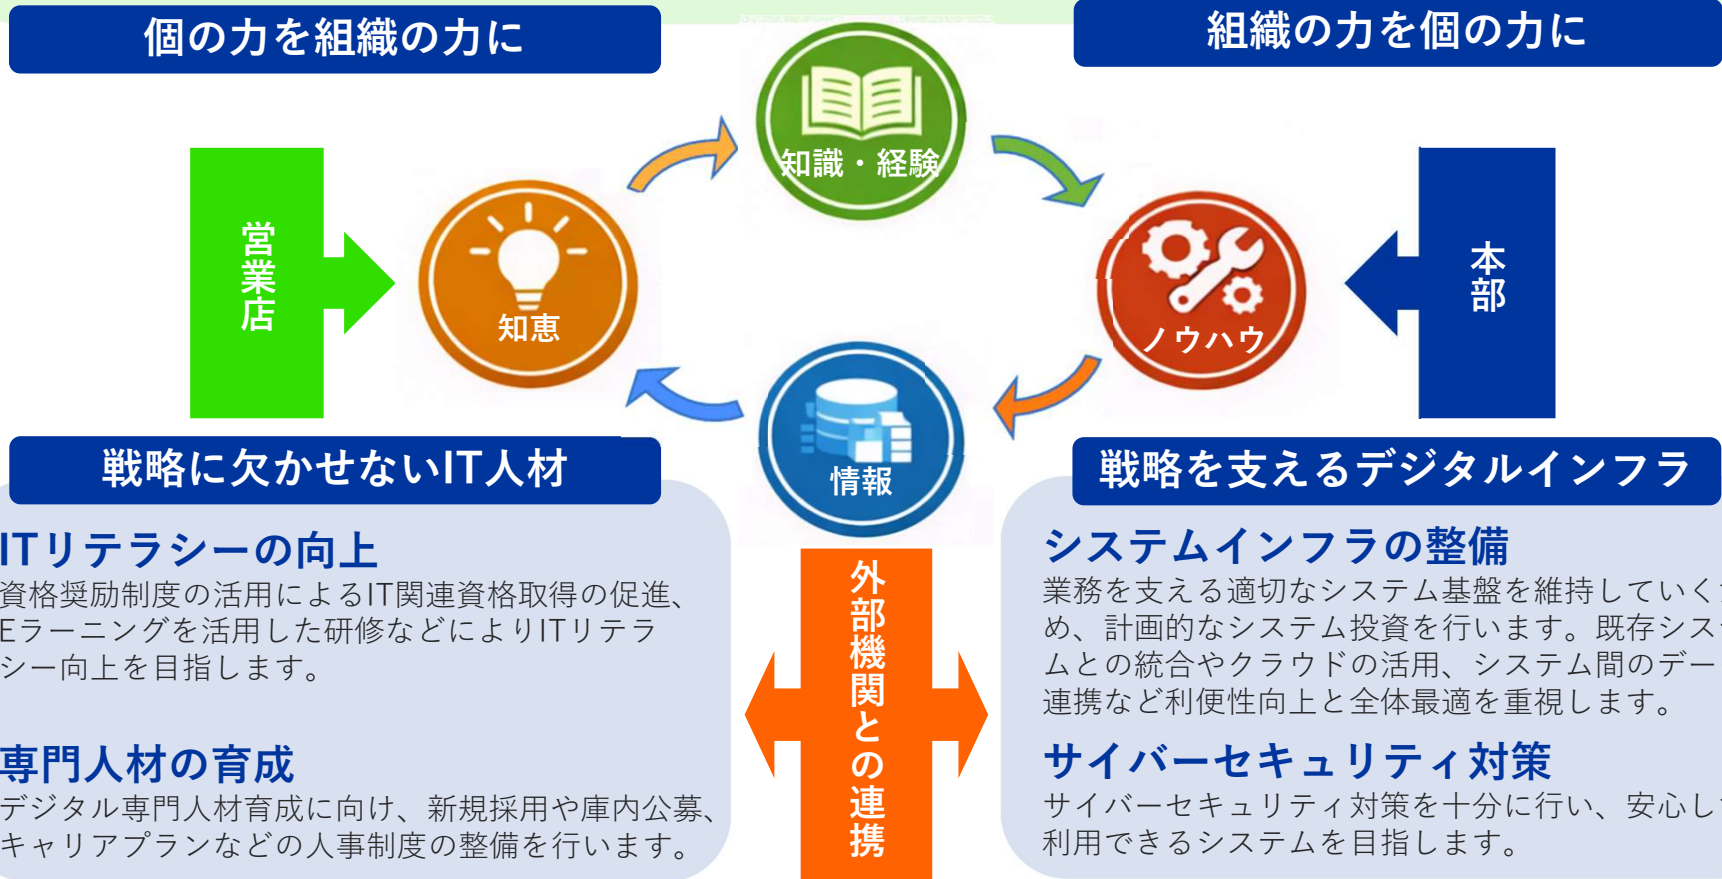 個の力を組織の力に
組織の力を個の力に
知識・経験
営業店
知恵
ノウハウ
本部
情報
戦略に欠かせないIT人材
ITリテラシーの向上
資格奨励制度の活用によるIT関連資格取得の促進、
Eラーニングを活用した研修などによりITリテラ
シー向上を目指します。
専門人材の育成
デジタル専門人材育成に向け、新規採用や庫内公募、
キャリアプランなどの人事制度の整備を行います。
外部機関との連携
戦略を支えるデジタルインフラ
システムインフラの整備
業務を支える適切なシステム基盤を維持していくた
め、計画的なシステム投資を行います。既存システ
ムとの統合やクラウドの活用、システム間のデータ
連携など利便性向上と全体最適を重視します。
サイバーセキュリティ対策
サイバーセキュリティ対策を十分に行い、安心して
利用できるシステムを目指します。